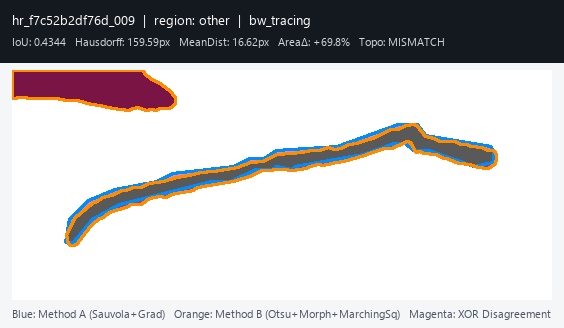 hr_f7c52b2df76d_009 | region: other | bw_tracing
IoU: 0.4344 Hausdorff: 159.59px MeanDist: 16.62px AreaΔ: +69.8% Topo: MISMATCH
Blue: Method A (Sauvola+Grad) Orange: Method B (Otsu+Morph+MarchingSq) Magenta: XOR Disagreement